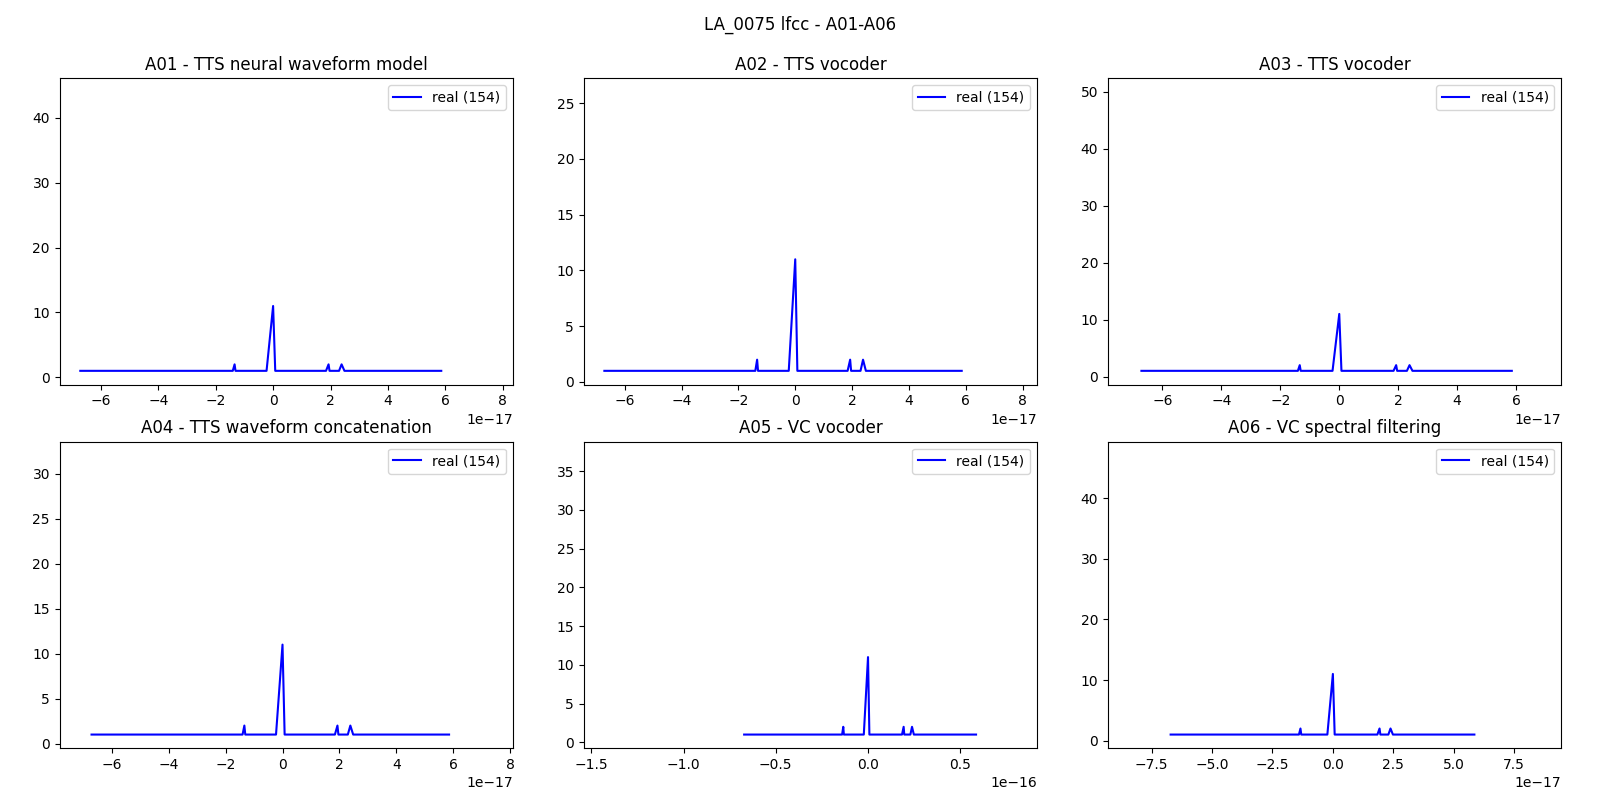 LA_0075 lfcc - A01-A06
A01 - TTS neural waveform model
real (154)
40
30
20
10
0
−6 −4 −2 0 2 4 6 8
1e−17
A02 - TTS vocoder
real (154)
25
20
15
10
5
0
−6 −4 −2 0 2 4 6 8
1e−17
A03 - TTS vocoder
real (154)
50
40
30
20
10
0
−6 −4 −2 0 2 4 6
1e−17
A04 - TTS waveform concatenation
real (154)
30
25
20
15
10
5
0
−6 −4 −2 0 2 4 6 8
1e−17
A05 - VC vocoder
real (154)
35
30
25
20
15
10
5
0
−1.5 −1.0 −0.5 0.0 0.5
1e−16
A06 - VC spectral filtering
real (154)
40
30
20
10
0
−7.5 −5.0 −2.5 0.0 2.5 5.0 7.5
1e−17